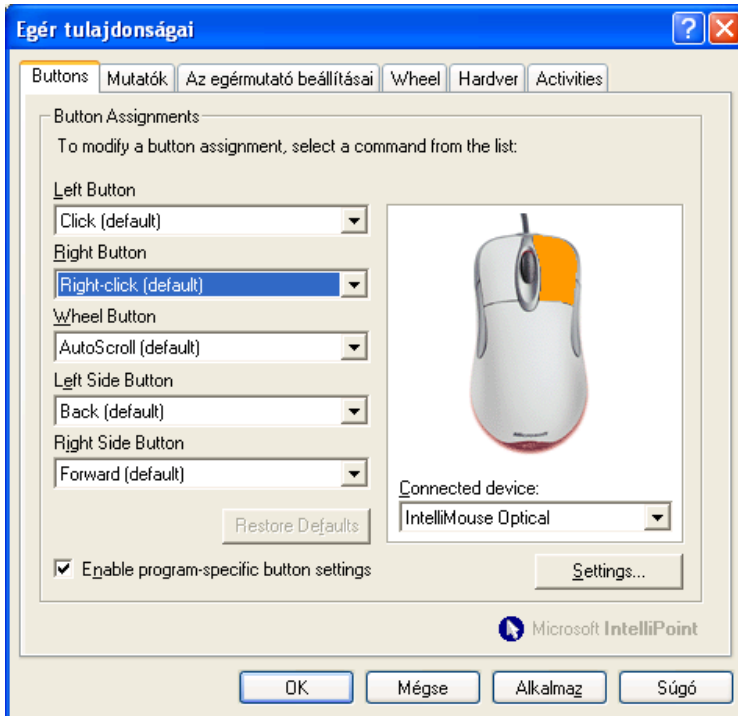 Egér tulajdonságai
Buttons Mutatók Az egérmutató beállításai Wheel Hardver Activities
Button Assignments
To modify a button assignment, select a command from the list:
Left Button
Click (default)
Right Button
Right-click (default)
Wheel Button
AutoScroll (default)
Left Side Button
Back (default)
Right Side Button
Forward (default)
Connected device:
IntelliMouse Optical
Restore Defaults
Enable program-specific button settings
Settings...
Microsoft IntelliPoint
OK Mégse Alkalmaz Súgó